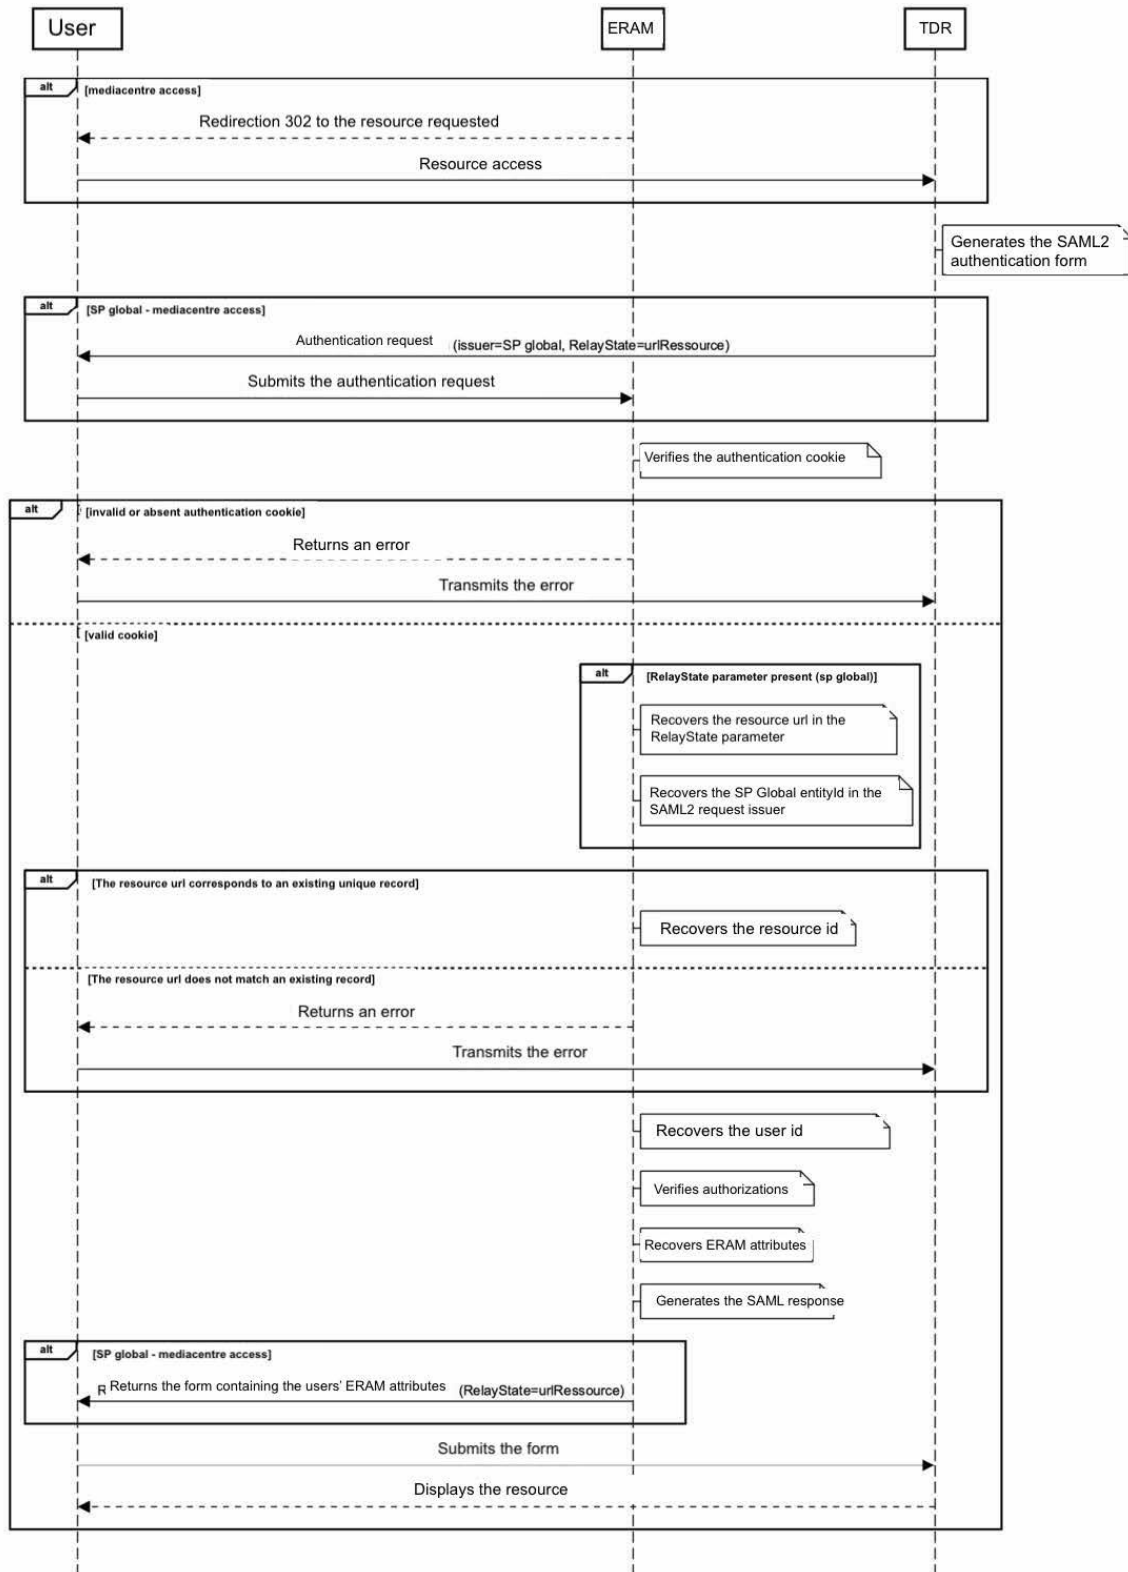 User
ERAM
TDR
alt
[mediacentre access]
Redirection 302 to the resource requested
Resource access
Generates the SAML2
authentication form
alt
[SP global - mediacentre access]
Authentication request (issuer=SP global, RelayState=urlRessource)
Submits the authentication request
Verifies the authentication cookie
alt
[invalid or absent authentication cookie]
Returns an error
Transmits the error
[valid cookie]
alt
[RelayState parameter present (sp global)]
Recovers the resource url in the
RelayState parameter
Recovers the SP Global entityId in the
SAML2 request issuer
alt
[The resource url corresponds to an existing unique record]
Recovers the resource id
[The resource url does not match an existing record]
Returns an error
Transmits the error
Recovers the user id
Verifies authorizations
Recovers ERAM attributes
Generates the SAML response
alt
[SP global - mediacentre access]
R Returns the form containing the users' ERAM attributes (RelayState=urlRessource)
Submits the form
Displays the resource